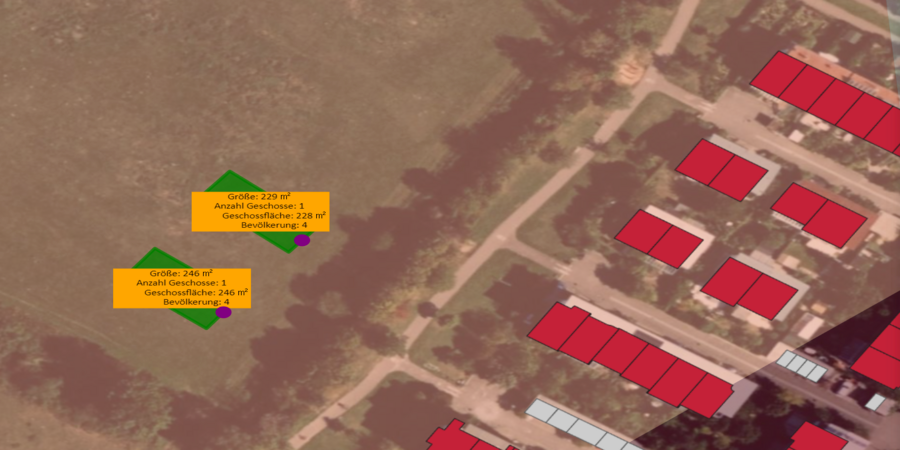 Größe: 229 m²
Anzahl Geschosse: 1
Geschossfläche: 228 m²
Bevölkerung: 4
Größe: 246 m²
Anzahl Geschosse: 1
Geschossfläche: 246 m²
Bevölkerung: 4